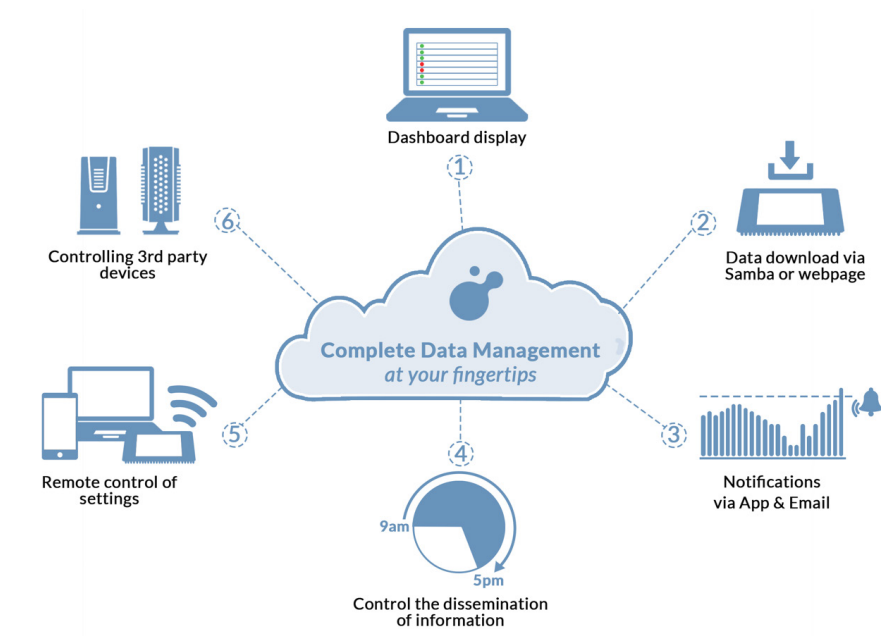 Dashboard display
1
2
Data download via
Samba or webpage
3
Notifications
via App & Email
4
9am
5pm
Control the dissemination
of information
5
Remote control of
settings
6
Controlling 3rd party
devices
Complete Data Management
at your fingertips